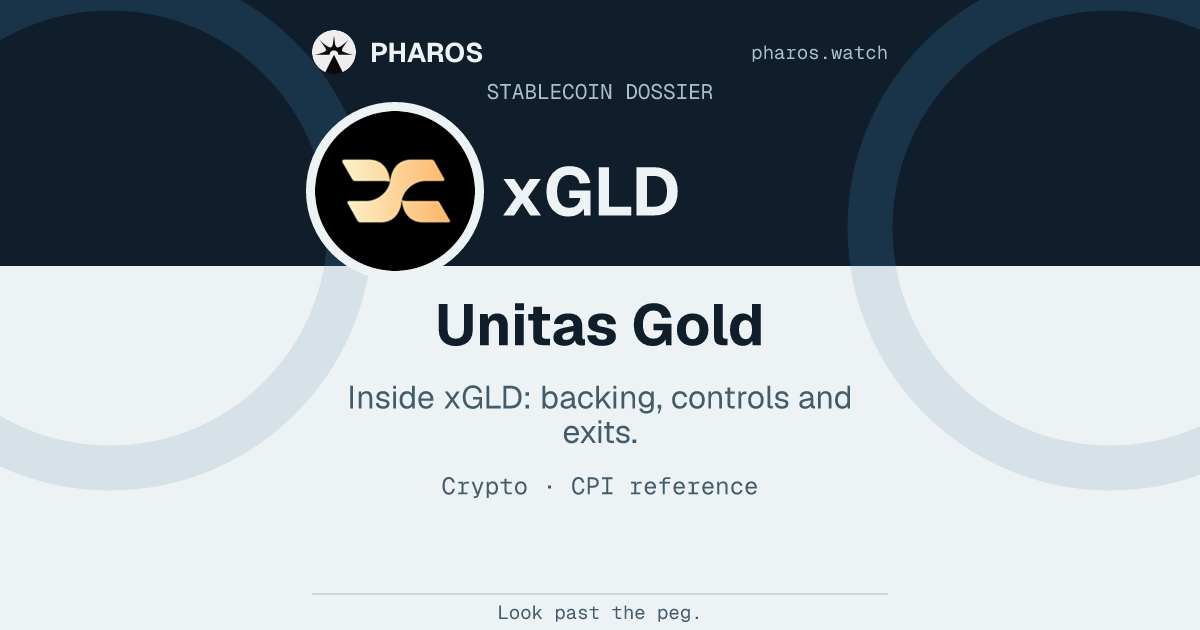 PHAROS
pharos.watch
STABLECOIN DOSSIER
xGLD
Unitas Gold
Inside xGLD: backing, controls and
exits.
Crypto · CPI reference
Look past the peg.